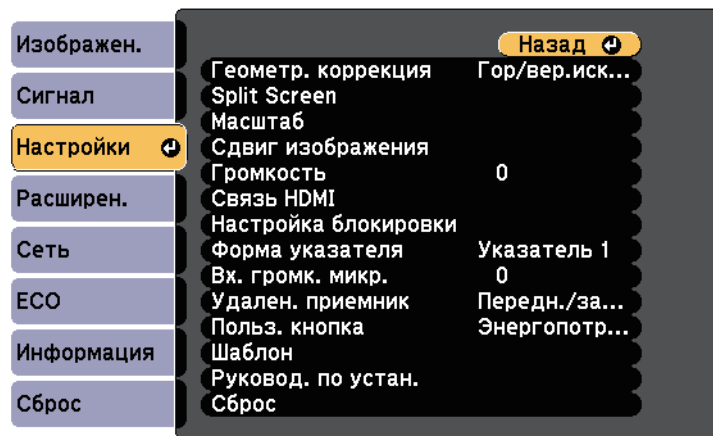 Изображен.
Сигнал
Настройки
Расширен.
Сеть
ECO
Информация
Сброс
Назад
Геометр. коррекция Гор/вер.иск...
Split Screen
Масштаб
Сдвиг изображения
Громкость 0
Связь HDMI
Настройка блокировки
Форма указателя Указатель 1
Вх. громк. микр. 0
Удален. приемник Передн./за...
Польз. кнопка Энергопотр...
Шаблон
Руковод. по устан.
Сброс